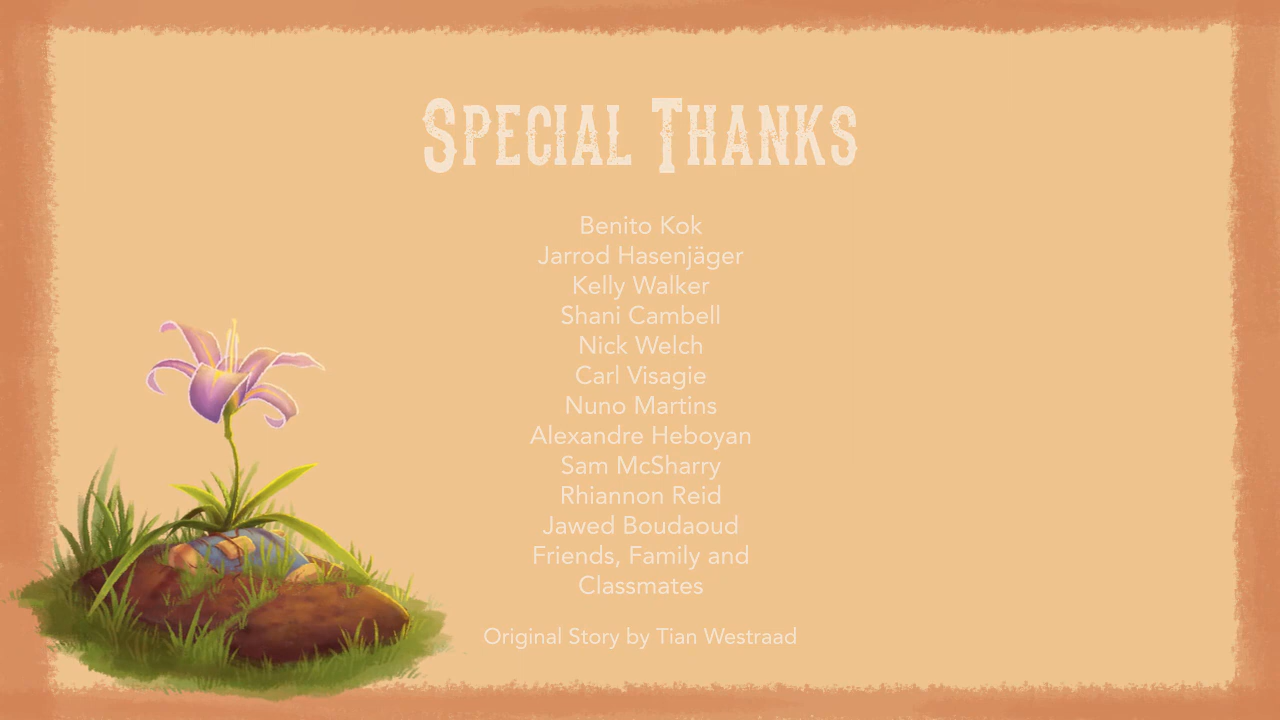 Special Thanks
Benito Kok
Jarrod Hasenjäger
Kelly Walker
Shani Cambell
Nick Welch
Carl Visagie
Nuno Martins
Alexandre Heboyan
Sam McSharry
Rhiannon Reid
Jawed Boudaoud
Friends, Family and
Classmates
Original Story by Tian Westraad